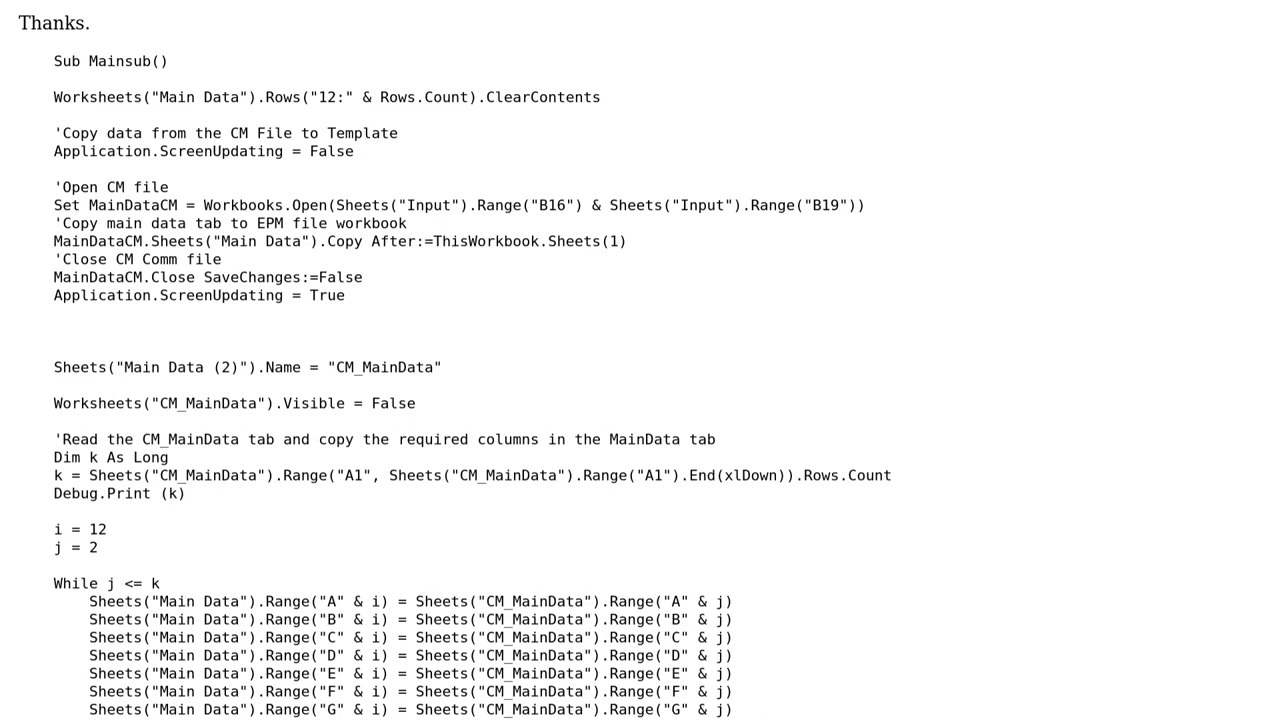 Thanks.
Sub Mainsub()
Worksheets("Main Data").Rows("12:" & Rows.Count).ClearContents
'Copy data from the CM File to Template
Application.ScreenUpdating = False
'Open CM file
Set MainDataCM = Workbooks.Open(Sheets("Input").Range("B16") & Sheets("Input").Range("B19"))
'Copy main data tab to EPM file workbook
MainDataCM.Sheets("Main Data").Copy After:=ThisWorkbook.Sheets(1)
'Close CM Comm file
MainDataCM.Close SaveChanges:=False
Application.ScreenUpdating = True
Sheets("Main Data (2)").Name = "CM_MainData"
Worksheets("CM_MainData").Visible = False
'Read the CM_MainData tab and copy the required columns in the MainData tab
Dim k As Long
k = Sheets("CM_MainData").Range("A1", Sheets("CM_MainData").Range("A1").End(xlDown)).Rows.Count
Debug.Print (k)
i = 12
j = 2
While j <= k
    Sheets("Main Data").Range("A" & i) = Sheets("CM_MainData").Range("A" & j)
    Sheets("Main Data").Range("B" & i) = Sheets("CM_MainData").Range("B" & j)
    Sheets("Main Data").Range("C" & i) = Sheets("CM_MainData").Range("C" & j)
    Sheets("Main Data").Range("D" & i) = Sheets("CM_MainData").Range("D" & j)
    Sheets("Main Data").Range("E" & i) = Sheets("CM_MainData").Range("E" & j)
    Sheets("Main Data").Range("F" & i) = Sheets("CM_MainData").Range("F" & j)
    Sheets("Main Data").Range("G" & i) = Sheets("CM_MainData").Range("G" & j)